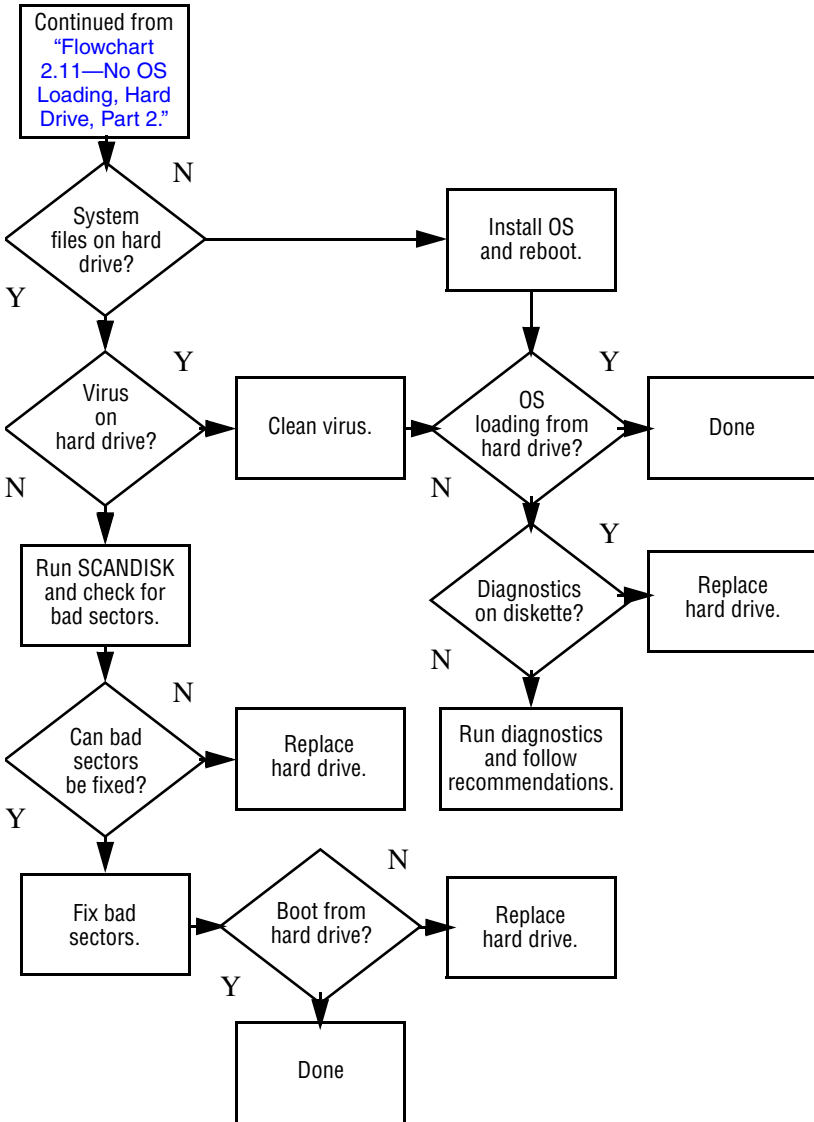 Continued from
“Flowchart
2.11—No OS
Loading, Hard
Drive, Part 2.”
N
System
files on hard
drive?
Install OS
and reboot.
Y
Y
Virus
on
hard drive?
Clean virus.
Y
OS
loading from
hard drive?
Done
N
N
Run SCANDISK
and check for
bad sectors.
Y
Diagnostics
on diskette?
Replace
hard drive.
N
N
Can bad
sectors
be fixed?
Replace
hard drive.
Run diagnostics
and follow
recommendations.
Y
N
Fix bad
sectors.
Boot from
hard drive?
Replace
hard drive.
Y
Done